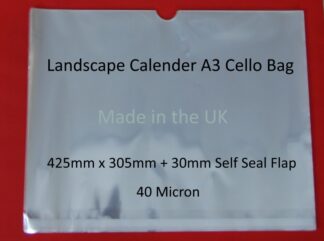 Landscape Calender A3 Cello Bag
Made in the UK
425mm x 305mm + 30mm Self Seal Flap
40 Micron